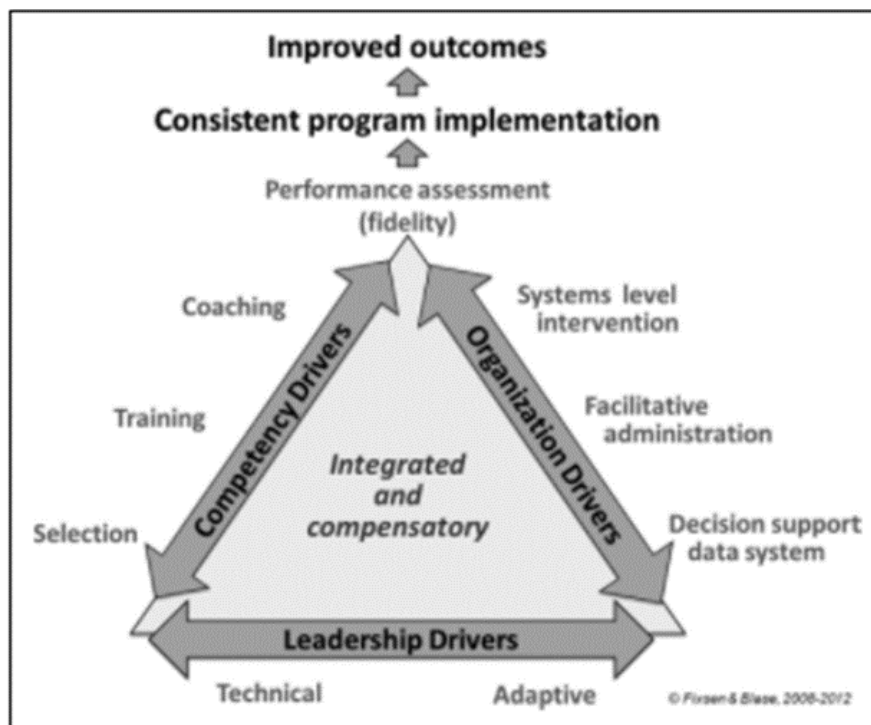 Improved outcomes
Consistent program implementation
Performance assessment
(fidelity)
Coaching
Training
Selection
Competency Drivers
Integrated
and
compensatory
Organization Drivers
Systems level
intervention
Facilitative
administration
Decision support
data system
Leadership Drivers
Technical
Adaptive
© Fixsen & Blase, 2008-2012